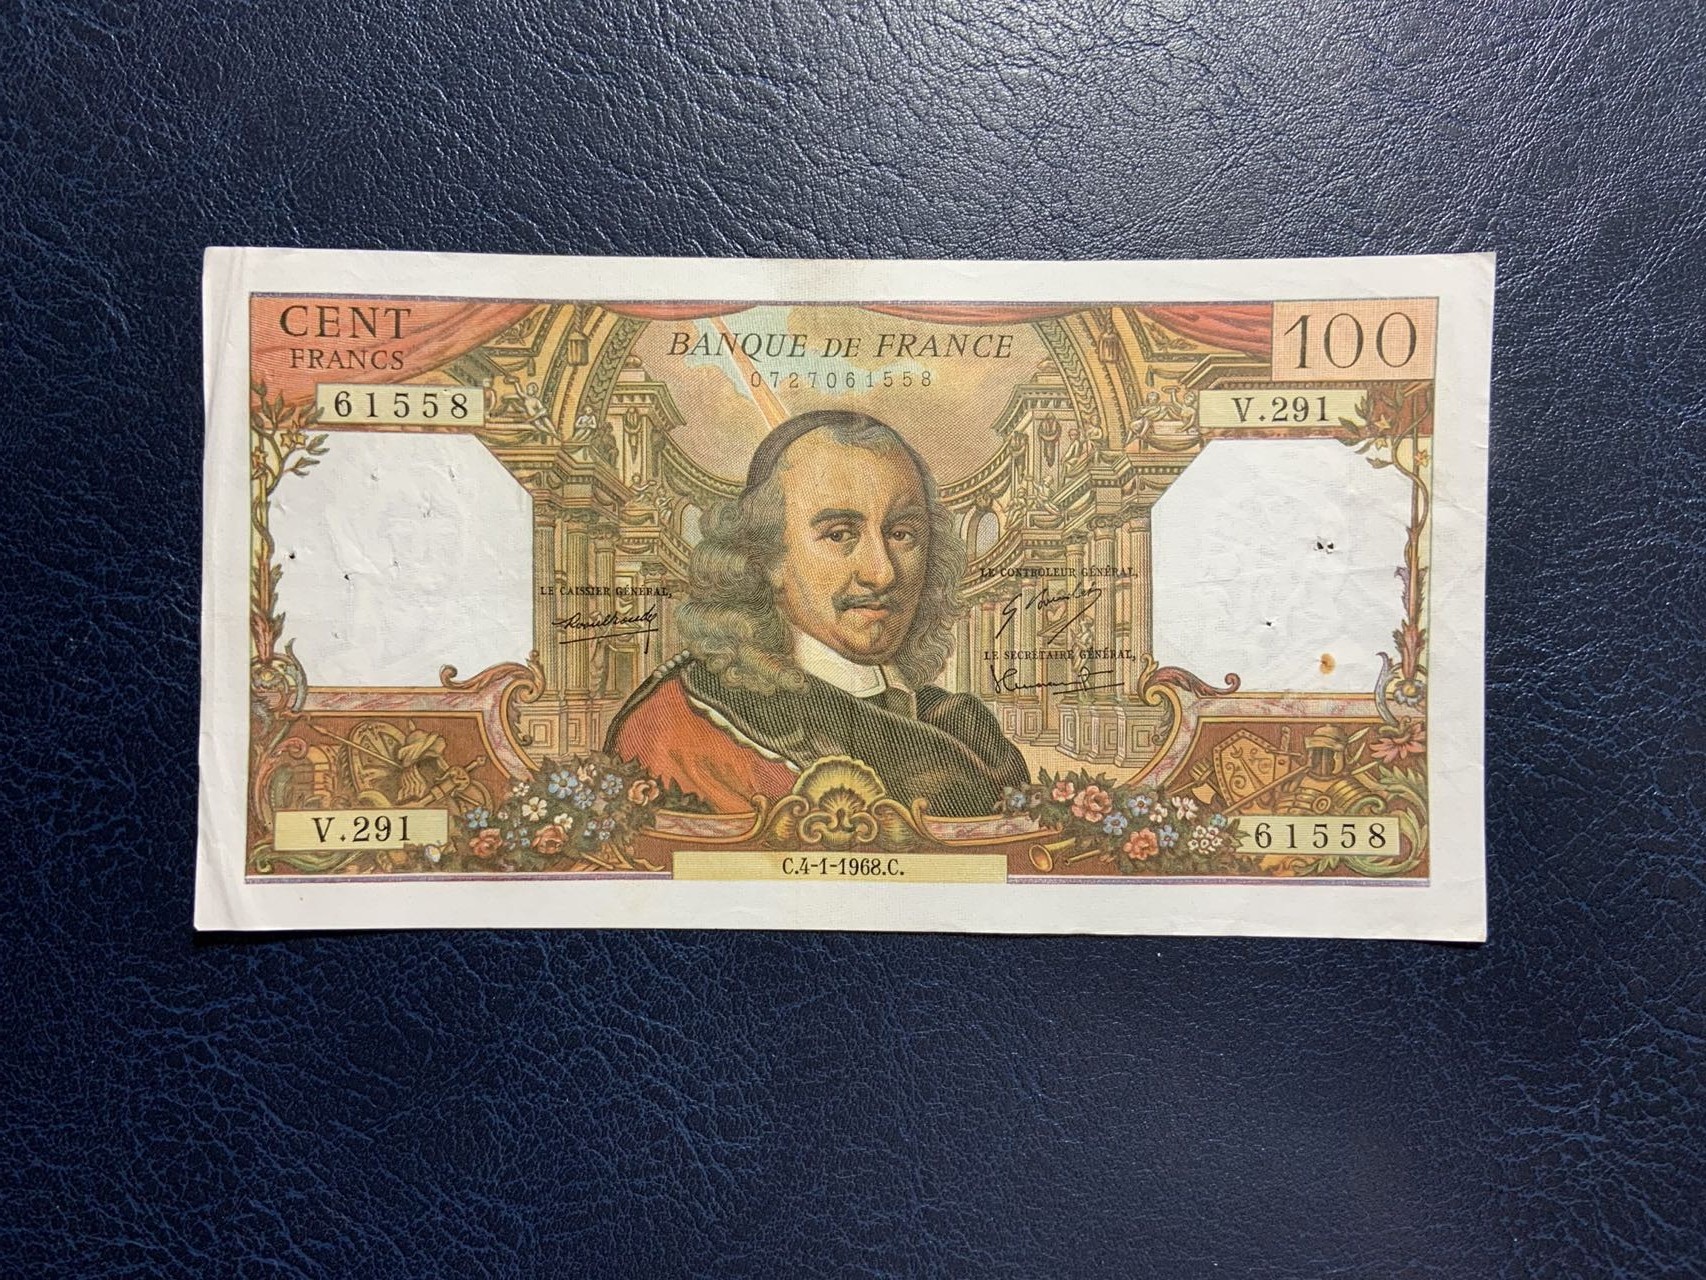 CENT
FRANCS
100
BANQUE DE FRANCE
0727061558
61558
V.291
LE CAISSIER GÉNÉRAL,
LE CONTROLEUR GÉNÉRAL,
LE SECRÉTAIRE GÉNÉRAL,
V.291
61558
C.4-1-1968.C.